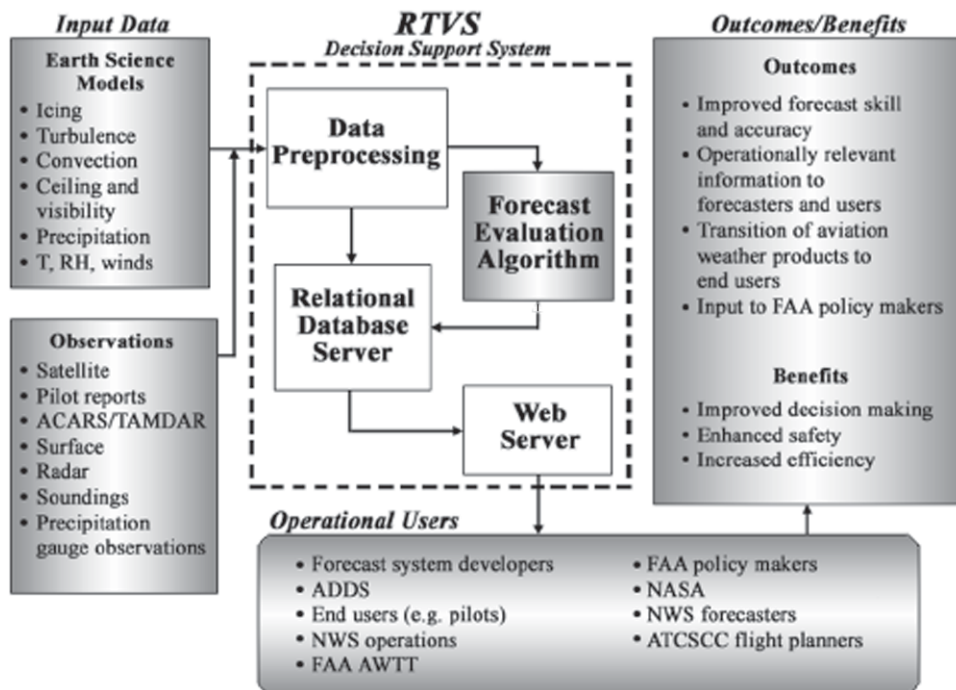 Input Data
Earth Science
Models
• Icing
• Turbulence
• Convection
• Ceiling and
visibility
• Precipitation
• T, RH, winds
Observations
• Satellite
• Pilot reports
• ACARS/TAMDAR
• Surface
• Radar
• Soundings
• Precipitation
gauge observations
RTVS
Decision Support System
Data
Preprocessing
Forecast
Evaluation
Algorithm
Relational
Database
Server
Web
Server
Operational Users
• Forecast system developers
• ADDS
• End users (e.g. pilots)
• NWS operations
• FAA AWTT
• FAA policy makers
• NASA
• NWS forecasters
• ATCSCC flight planners
Outcomes/Benefits
Outcomes
• Improved forecast skill
and accuracy
• Operationally relevant
information to
forecasters and users
• Transition of aviation
weather products to
end users
• Input to FAA policy makers
Benefits
• Improved decision making
• Enhanced safety
• Increased efficiency